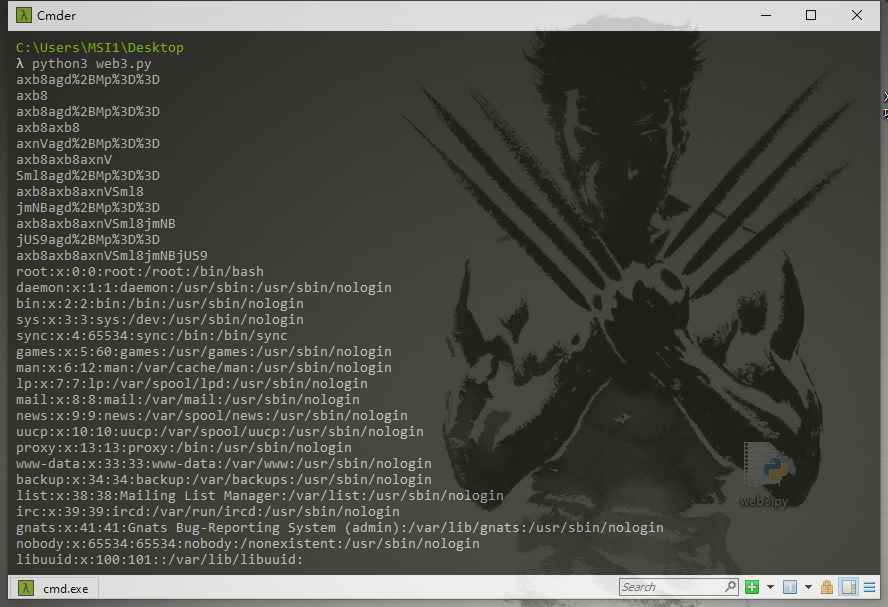 Cmder
C:\Users\MSI1\Desktop
λ python3 web3.py
axb8agd%2BMp%3D%3D
axb8
axb8agd%2BMp%3D%3D
axb8axb8
axnVagd%2BMp%3D%3D
axb8axb8axnV
Sml8agd%2BMp%3D%3D
axb8axb8axnVSml8
jmNBagd%2BMp%3D%3D
axb8axb8axnVSml8jmNB
jUS9agd%2BMp%3D%3D
axb8axb8axnVSml8jmNBjUS9
root:x:0:0:root:/root:/bin/bash
daemon:x:1:1:daemon:/usr/sbin:/usr/sbin/nologin
bin:x:2:2:bin:/bin:/usr/sbin/nologin
sys:x:3:3:sys:/dev:/usr/sbin/nologin
sync:x:4:65534:sync:/bin:/bin/sync
games:x:5:60:games:/usr/games:/usr/sbin/nologin
man:x:6:12:man:/var/cache/man:/usr/sbin/nologin
lp:x:7:7:lp:/var/spool/lpd:/usr/sbin/nologin
mail:x:8:8:mail:/var/mail:/usr/sbin/nologin
news:x:9:9:news:/var/spool/news:/usr/sbin/nologin
uucp:x:10:10:uucp:/var/spool/uucp:/usr/sbin/nologin
proxy:x:13:13:proxy:/bin:/usr/sbin/nologin
www-data:x:33:33:www-data:/var/www:/usr/sbin/nologin
backup:x:34:34:backup:/var/backups:/usr/sbin/nologin
list:x:38:38:Mailing List Manager:/var/list:/usr/sbin/nologin
irc:x:39:39:ircd:/var/run/ircd:/usr/sbin/nologin
gnats:x:41:41:Gnats Bug-Reporting System (admin):/var/lib/gnats:/usr/sbin/nologin
nobody:x:65534:65534:nobody:/nonexistent:/usr/sbin/nologin
libuuid:x:100:101::/var/lib/libuuid:
web3.py
cmd.exe
Search